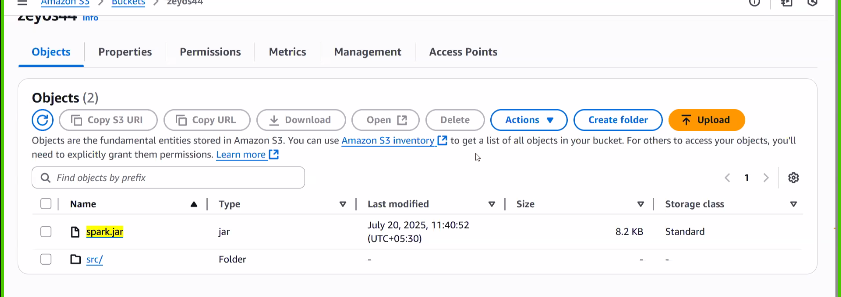 Amazon S3 > Buckets > zeyos44
zeyos44 Info
Objects Properties Permissions Metrics Management Access Points
Objects (2)
Copy S3 URI Copy URL Download Open Delete Actions Create folder Upload
Objects are the fundamental entities stored in Amazon S3. You can use Amazon S3 inventory to get a list of all objects in your bucket. For others to access your objects, you'll
need to explicitly grant them permissions. Learn more
Find objects by prefix
1
Name Type Last modified Size Storage class
spark.jar jar July 20, 2025, 11:40:52 (UTC+05:30) 8.2 KB Standard
src/ Folder - - -